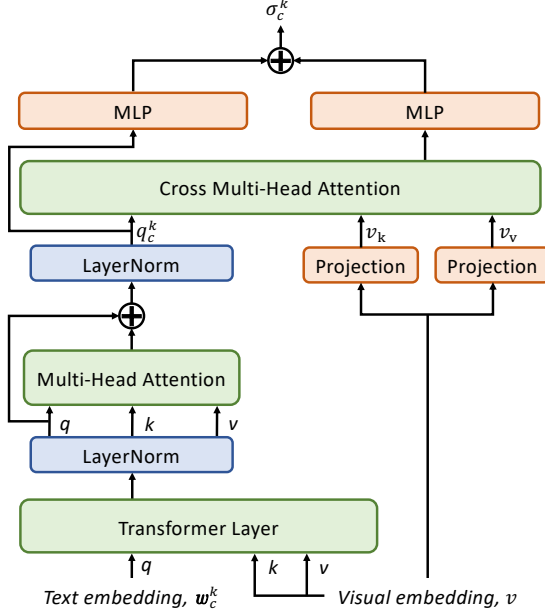 σ_c^k
MLP MLP
Cross Multi-Head Attention
q_c^k v_k v_v
LayerNorm Projection Projection
Multi-Head Attention
q k v
LayerNorm
Transformer Layer
q k v
Text embedding, w_c^k Visual embedding, v